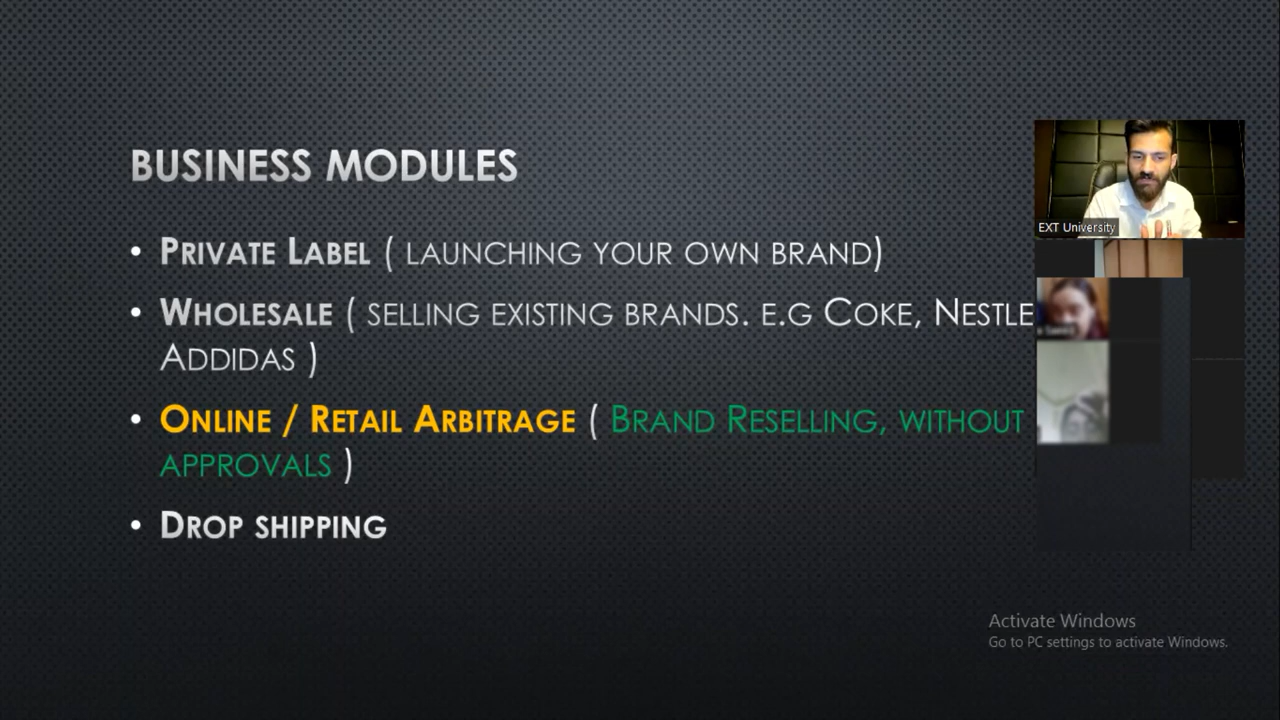 BUSINESS MODULES
• PRIVATE LABEL ( LAUNCHING YOUR OWN BRAND)
• WHOLESALE ( SELLING EXISTING BRANDS. E.G COKE, NESTLE
ADDIDAS )
• ONLINE / RETAIL ARBITRAGE ( BRAND RESELLING, WITHOUT
APPROVALS )
• DROP SHIPPING
EXT University
Activate Windows
Go to PC settings to activate Windows.